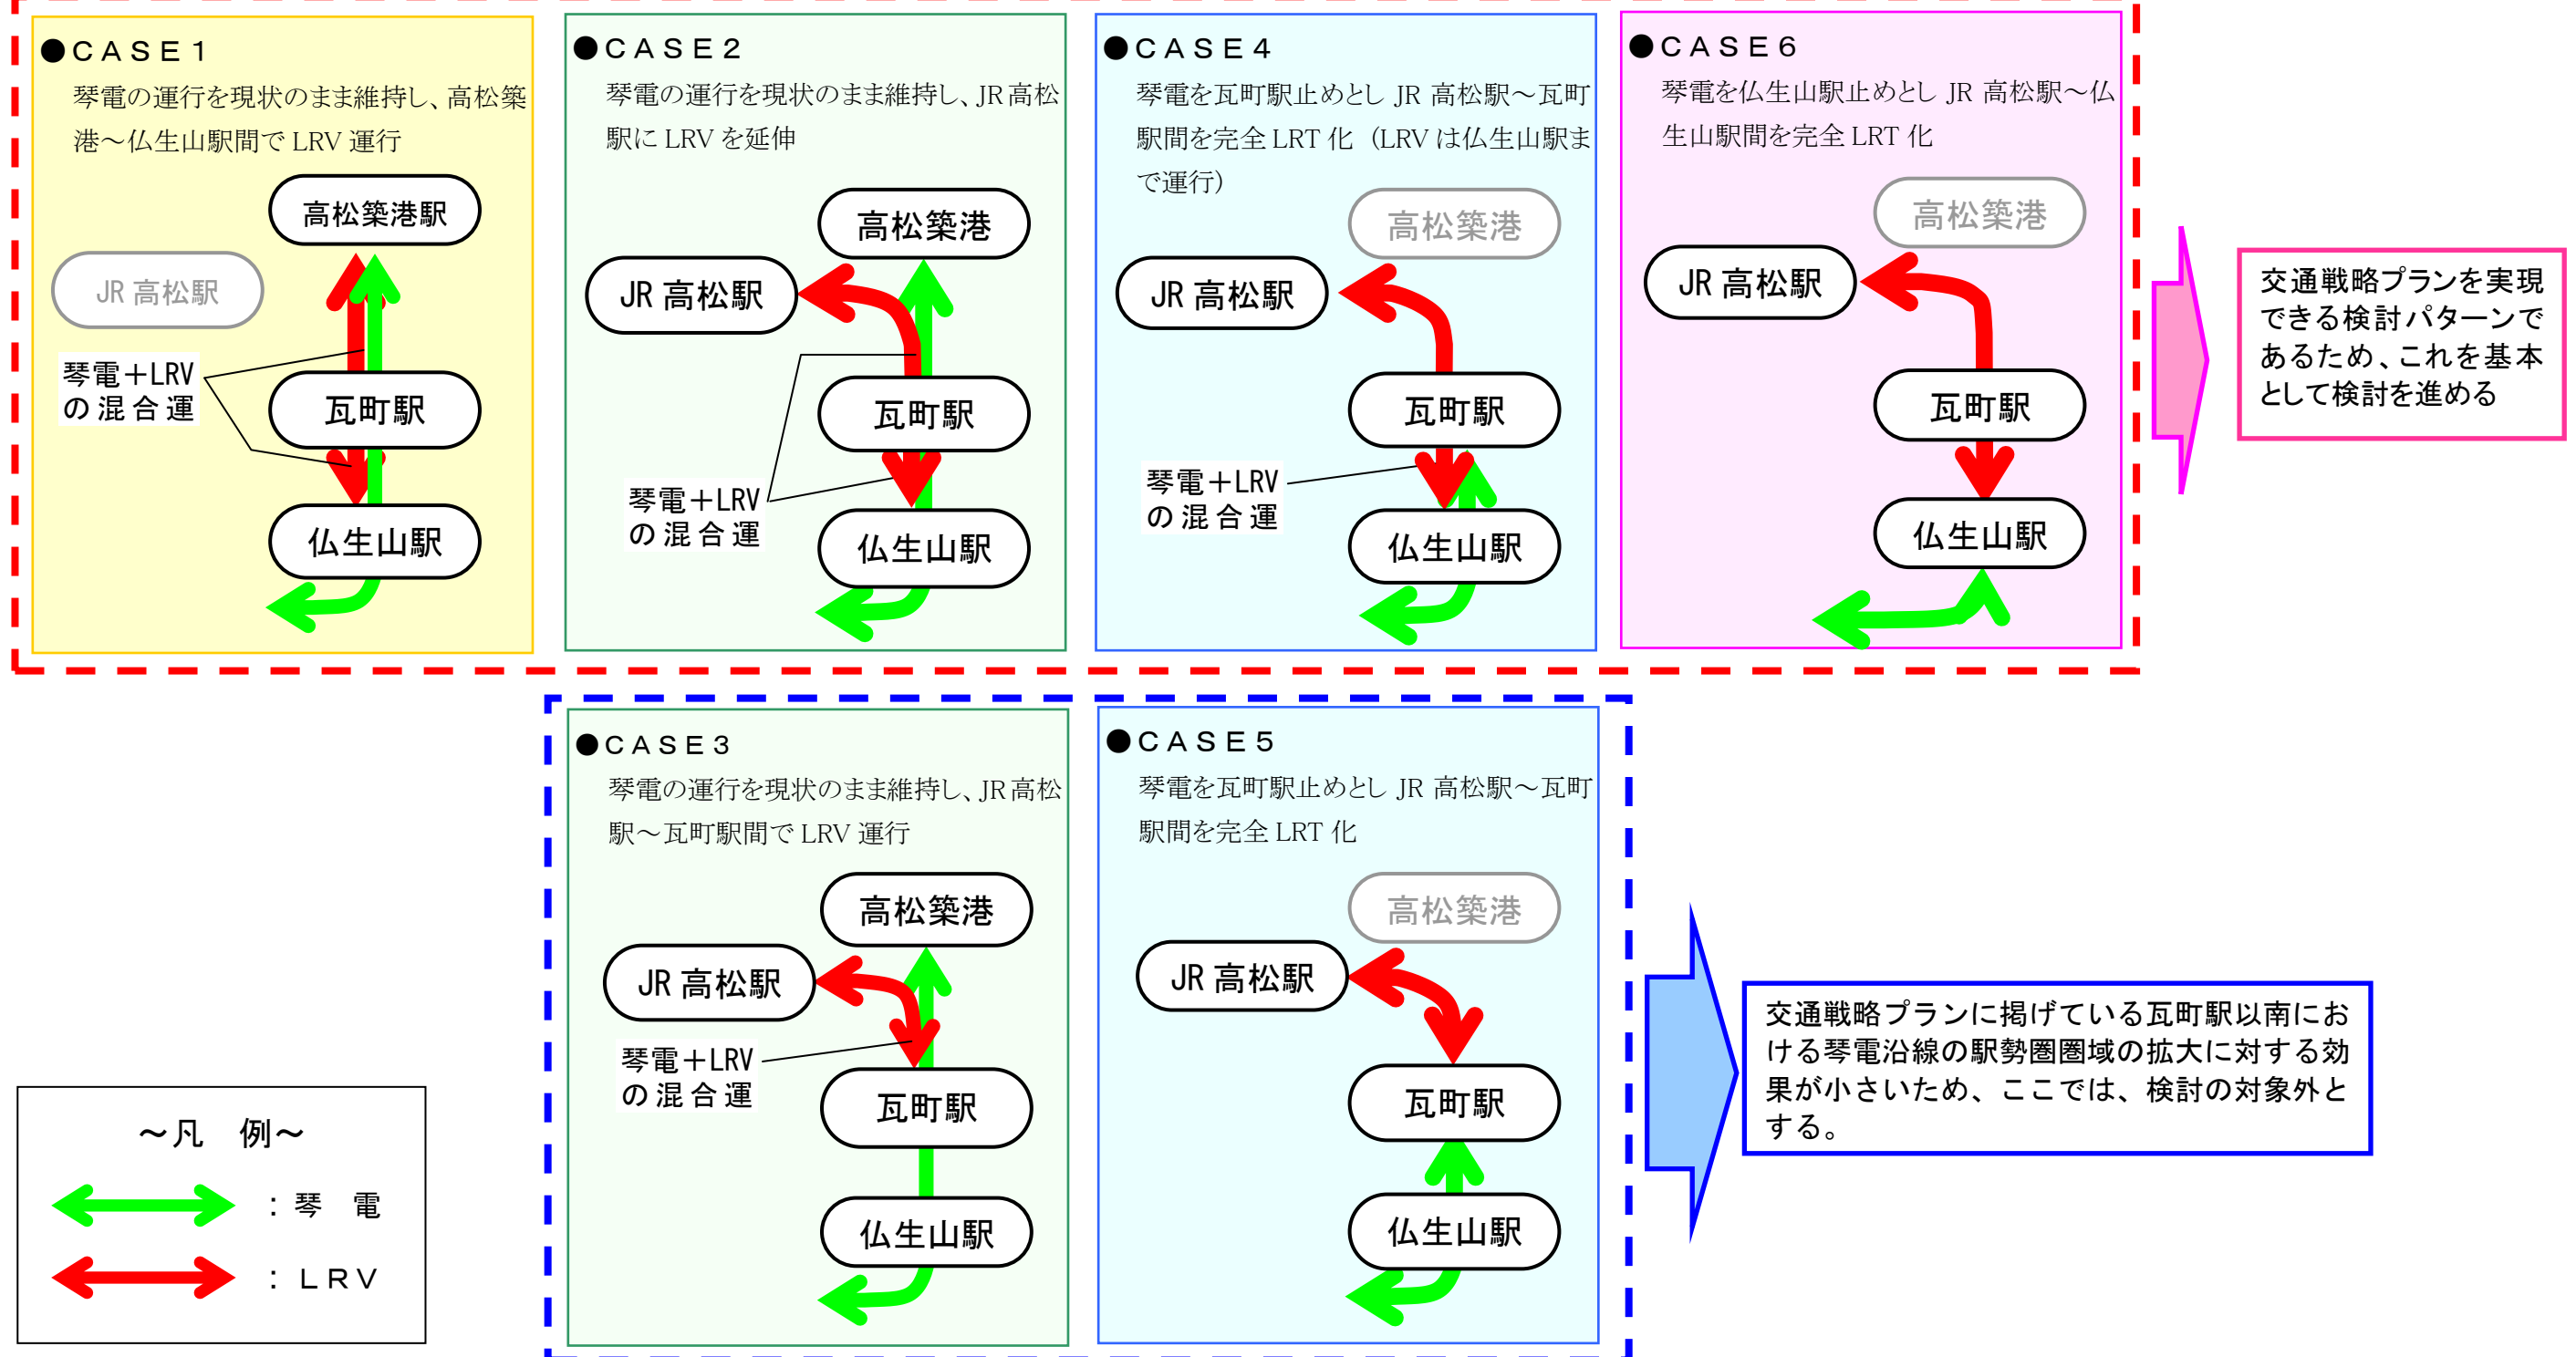 ●ＣＡＳＥ１
琴電の運行を現状のまま維持し、高松築
港～仏生山駅間で LRV 運行
高松築港駅
JR 高松駅
琴電＋LRV
の混合運
瓦町駅
仏生山駅
●ＣＡＳＥ２
琴電の運行を現状のまま維持し、JR 高松
駅に LRV を延伸
高松築港
JR 高松駅
瓦町駅
琴電＋LRV
の混合運
仏生山駅
●ＣＡＳＥ４
琴電を瓦町駅止めとし JR 高松駅～瓦町
駅間を完全 LRT 化（LRV は仏生山駅ま
で運行）
高松築港
JR 高松駅
瓦町駅
琴電＋LRV
の混合運
仏生山駅
●ＣＡＳＥ６
琴電を仏生山駅止めとし JR 高松駅～仏
生山駅間を完全 LRT 化
高松築港
JR 高松駅
瓦町駅
仏生山駅
交通戦略プランを実現
できる検討パターンで
あるため、これを基本
として検討を進める
●ＣＡＳＥ３
琴電の運行を現状のまま維持し、JR 高松
駅～瓦町駅間で LRV 運行
高松築港
JR 高松駅
琴電＋LRV
の混合運
瓦町駅
仏生山駅
●ＣＡＳＥ５
琴電を瓦町駅止めとし JR 高松駅～瓦町
駅間を完全 LRT 化
高松築港
JR 高松駅
瓦町駅
仏生山駅
交通戦略プランに掲げている瓦町駅以南にお
ける琴電沿線の駅勢圏圏域の拡大に対する効
果が小さいため、ここでは、検討の対象外と
する。
～凡　例～
：琴　電
：ＬＲＶ